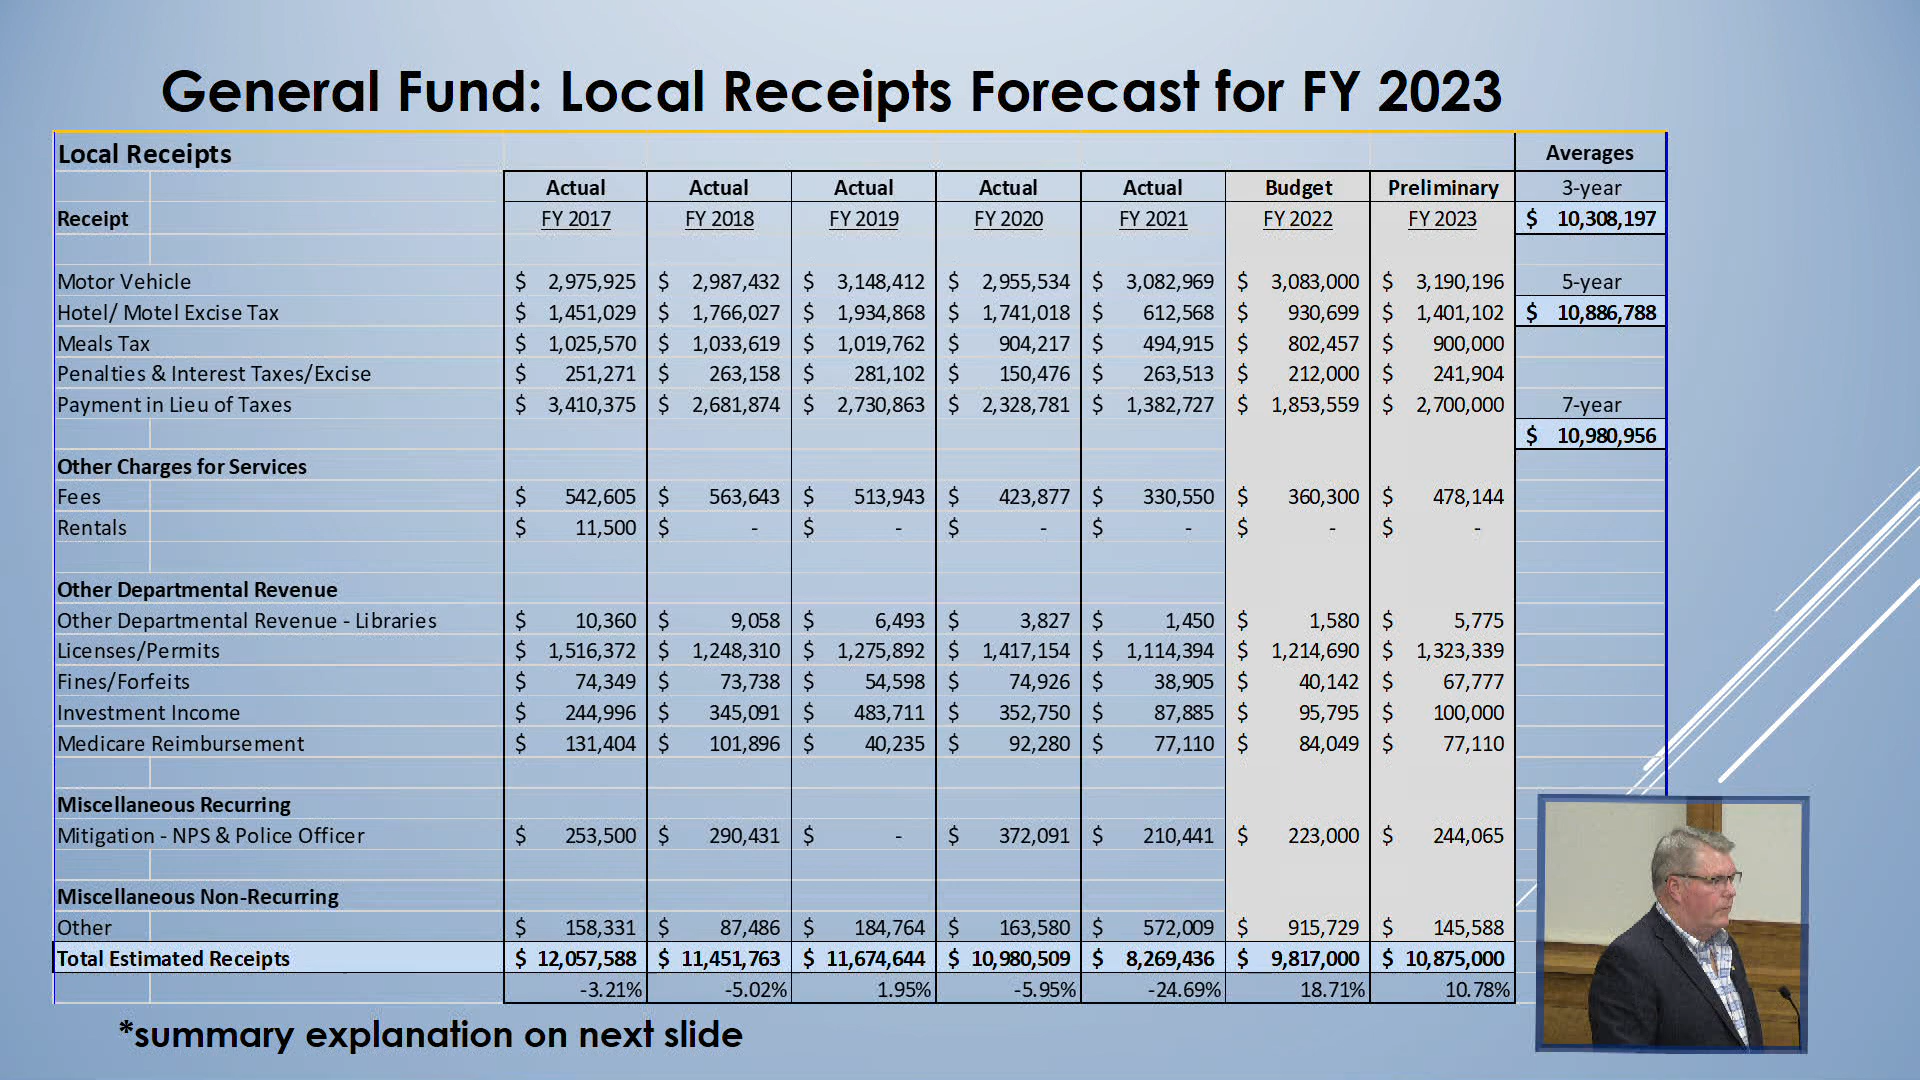 General Fund: Local Receipts Forecast for FY 2023
Local Receipts Averages
Actual Actual Actual Actual Actual Budget Preliminary 3-year
Receipt FY 2017 FY 2018 FY 2019 FY 2020 FY 2021 FY 2022 FY 2023 $ 10,308,197
Motor Vehicle $ 2,975,925 $ 2,987,432 $ 3,148,412 $ 2,955,534 $ 3,082,969 $ 3,083,000 $ 3,190,196 5-year
Hotel/ Motel Excise Tax $ 1,451,029 $ 1,766,027 $ 1,934,868 $ 1,741,018 $ 612,568 $ 930,699 $ 1,401,102 $ 10,886,788
Meals Tax $ 1,025,570 $ 1,033,619 $ 1,019,762 $ 904,217 $ 494,915 $ 802,457 $ 900,000
Penalties & Interest Taxes/Excise $ 251,271 $ 263,158 $ 281,102 $ 150,476 $ 263,513 $ 212,000 $ 241,904
Payment in Lieu of Taxes $ 3,410,375 $ 2,681,874 $ 2,730,863 $ 2,328,781 $ 1,382,727 $ 1,853,559 $ 2,700,000 7-year
$ 10,980,956
Other Charges for Services
Fees $ 542,605 $ 563,643 $ 513,943 $ 423,877 $ 330,550 $ 360,300 $ 478,144
Rentals $ 11,500 $ - $ - $ - $ - $ - $ -
Other Departmental Revenue
Other Departmental Revenue - Libraries $ 10,360 $ 9,058 $ 6,493 $ 3,827 $ 1,450 $ 1,580 $ 5,775
Licenses/Permits $ 1,516,372 $ 1,248,310 $ 1,275,892 $ 1,417,154 $ 1,114,394 $ 1,214,690 $ 1,323,339
Fines/Forfeits $ 74,349 $ 73,738 $ 54,598 $ 74,926 $ 38,905 $ 40,142 $ 67,777
Investment Income $ 244,996 $ 345,091 $ 483,711 $ 352,750 $ 87,885 $ 95,795 $ 100,000
Medicare Reimbursement $ 131,404 $ 101,896 $ 40,235 $ 92,280 $ 77,110 $ 84,049 $ 77,110
Miscellaneous Recurring
Mitigation - NPS & Police Officer $ 253,500 $ 290,431 $ - $ 372,091 $ 210,441 $ 223,000 $ 244,065
Miscellaneous Non-Recurring
Other $ 158,331 $ 87,486 $ 184,764 $ 163,580 $ 572,009 $ 915,729 $ 145,588
Total Estimated Receipts $ 12,057,588 $ 11,451,763 $ 11,674,644 $ 10,980,509 $ 8,269,436 $ 9,817,000 $ 10,875,000
-3.21% -5.02% 1.95% -5.95% -24.69% 18.71% 10.78%
*summary explanation on next slide